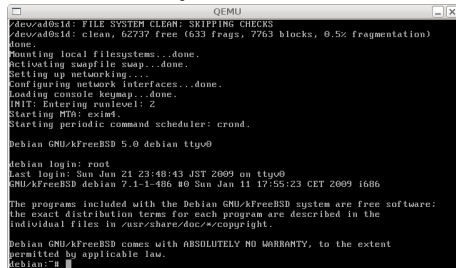 QEMU
/dev/ad0s1d: FILE SYSTEM CLEAN; SKIPPING CHECKS
/dev/ad0s1d: clean, 62737 free (633 frags, 7763 blocks, 0.5% fragmentation)
done.
Mounting local filesystems...done.
Activating swapfile swap...done.
Setting up networking....
Configuring network interfaces...done.
Loading console keymap...done.
INIT: Entering runlevel: 2
Starting MTA: exim4.
Starting periodic command scheduler: crond.
Debian GNU/kFreeBSD 5.0 debian ttyv0
debian login: root
Last login: Sun Jun 21 23:48:43 JST 2009 on ttyv0
GNU/kFreeBSD debian 7.1-1-486 #0 Sun Jan 11 17:55:23 CET 2009 i686
The programs included with the Debian GNU/kFreeBSD system are free software;
the exact distribution terms for each program are described in the
individual files in /usr/share/doc/*/copyright.
Debian GNU/kFreeBSD comes with ABSOLUTELY NO WARRANTY, to the extent
permitted by applicable law.
debian:~#